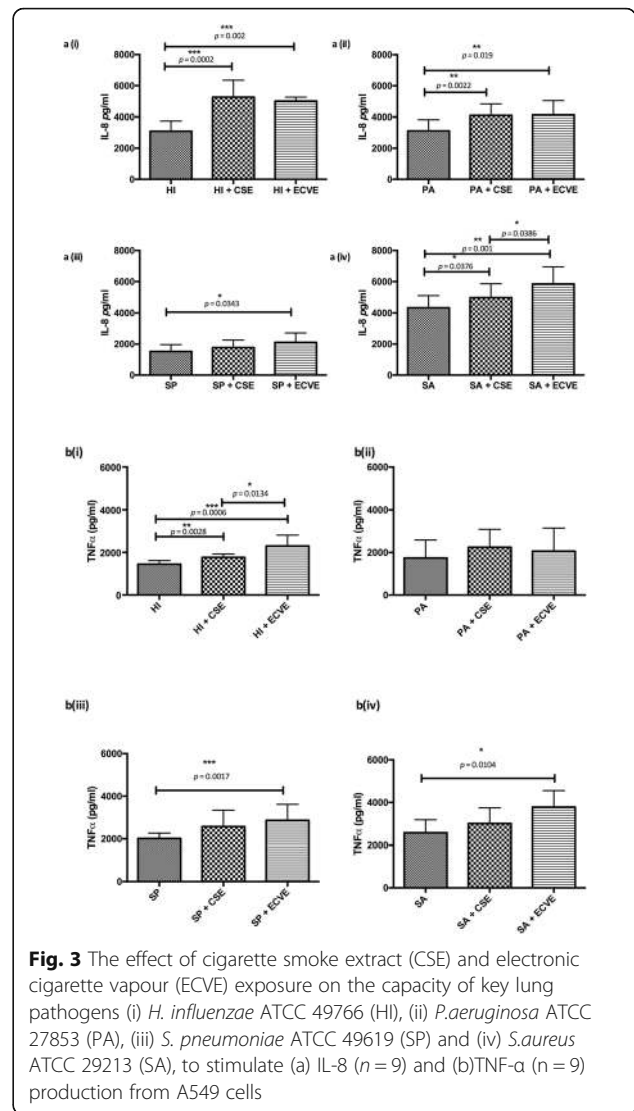 a (i)
***
p = 0.002
***
p = 0.0002
8000
6000
4000
2000
0
IL-8 pg/ml
HI
HI + CSE
HI + ECVE
a (ii)
**
p = 0.019
**
p = 0.0022
8000
6000
4000
2000
0
IL-8 pg/ml
PA
PA + CSE
PA + ECVE
a (iii)
*
p = 0.0343
8000
6000
4000
2000
0
IL-8 pg/ml
SP
SP + CSE
SP + ECVE
a (iv)
*
p = 0.0386
**
p = 0.001
*
p = 0.0376
8000
6000
4000
2000
0
IL-8 pg/ml
SA
SA + CSE
SA + ECVE
b(i)
*
p = 0.0134
***
p = 0.0006
**
p = 0.0028
6000
4000
2000
0
TNFα (pg/ml)
HI
HI + CSE
HI + ECVE
b(ii)
6000
4000
2000
0
TNFα (pg/ml)
PA
PA + CSE
PA + ECVE
b(iii)
***
p = 0.0017
6000
4000
2000
0
TNFα (pg/ml)
SP
SP + CSE
SP + ECVE
b(iv)
*
p = 0.0104
6000
4000
2000
0
TNFα (pg/ml)
SA
SA + CSE
SA + ECVE
Fig. 3 The effect of cigarette smoke extract (CSE) and electronic
cigarette vapour (ECVE) exposure on the capacity of key lung
pathogens (i) H. influenzae ATCC 49766 (HI), (ii) P.aeruginosa ATCC
27853 (PA), (iii) S. pneumoniae ATCC 49619 (SP) and (iv) S.aureus
ATCC 29213 (SA), to stimulate (a) IL-8 (n = 9) and (b)TNF-α (n = 9)
production from A549 cells